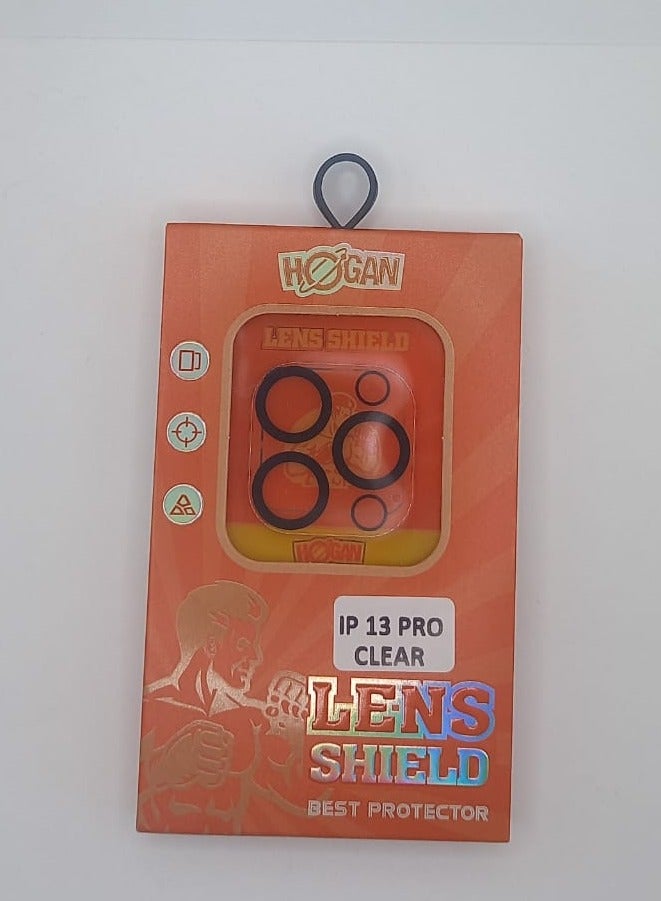 HOGAN
LENS SHIELD
HOGAN
IP 13 PRO
CLEAR
LENS
SHIELD
BEST PROTECTOR